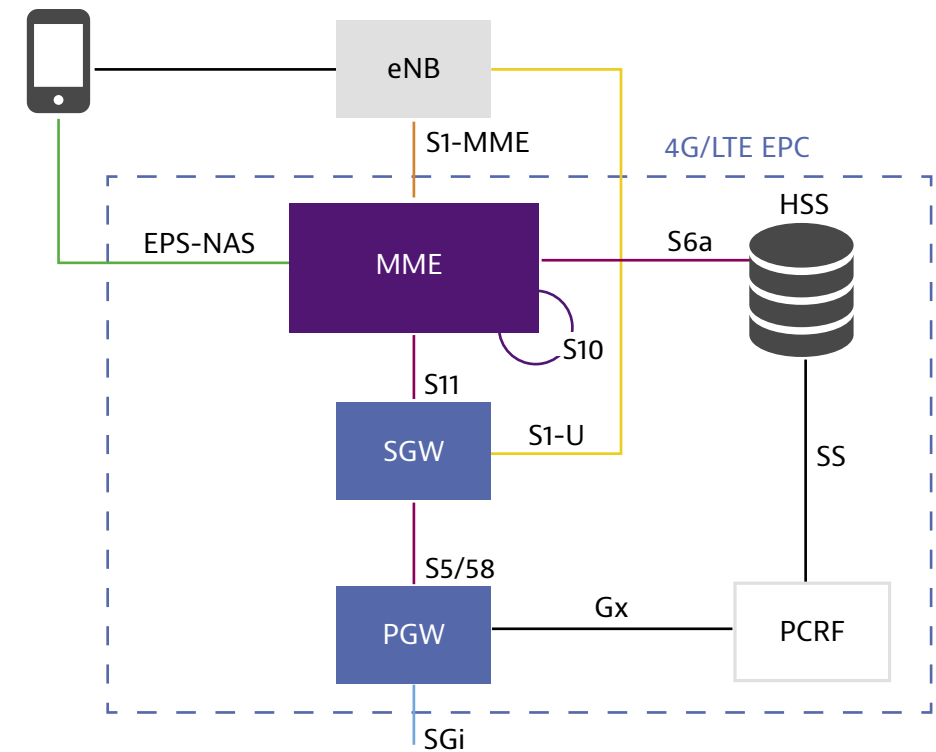 eNB
S1-MME
4G/LTE EPC
HSS
EPS-NAS
MME
S6a
S10
S11
S1-U
SGW
SS
S5/58
Gx
PGW
PCRF
SGi